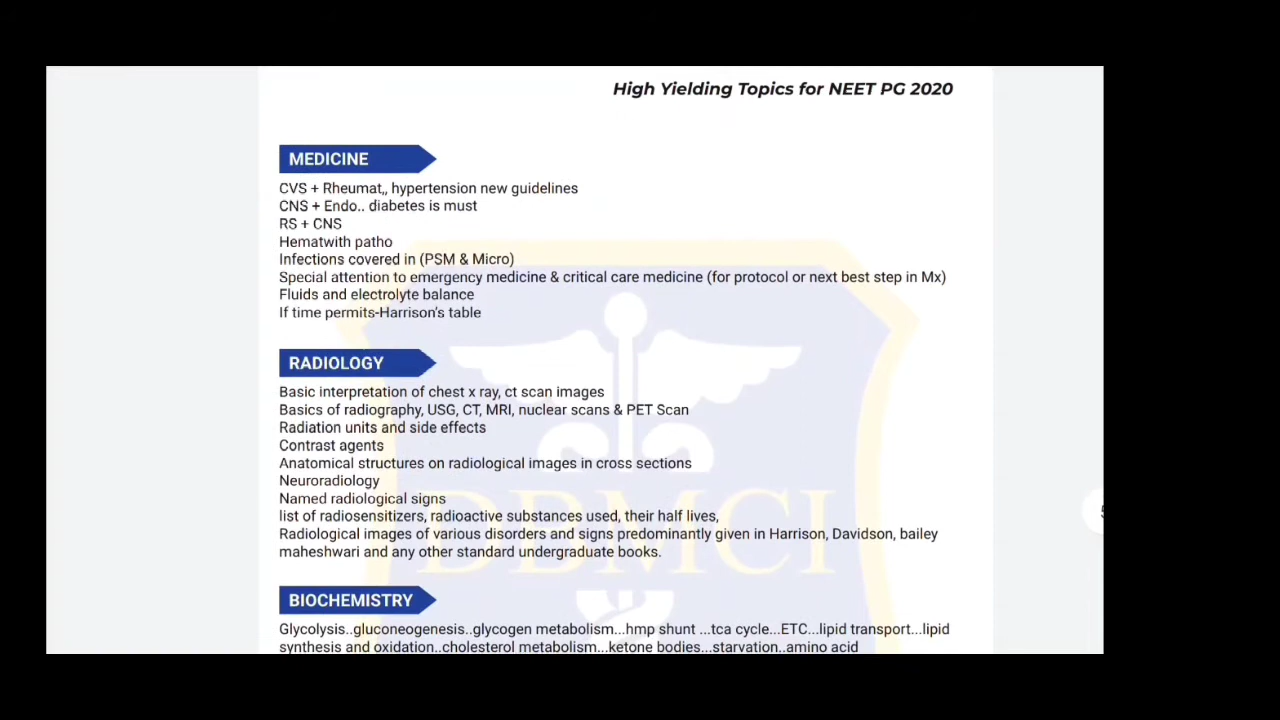 High Yielding Topics for NEET PG 2020
MEDICINE
CVS + Rheumat,, hypertension new guidelines
CNS + Endo.. diabetes is must
RS + CNS
Hematwith patho
Infections covered in (PSM & Micro)
Special attention to emergency medicine & critical care medicine (for protocol or next best step in Mx)
Fluids and electrolyte balance
If time permits-Harrison's table
RADIOLOGY
Basic interpretation of chest x ray, ct scan images
Basics of radiography, USG, CT, MRI, nuclear scans & PET Scan
Radiation units and side effects
Contrast agents
Anatomical structures on radiological images in cross sections
Neuroradiology
Named radiological signs
list of radiosensitizers, radioactive substances used, their half lives,
Radiological images of various disorders and signs predominantly given in Harrison, Davidson, bailey
maheshwari and any other standard undergraduate books.
DBMCI
BIOCHEMISTRY
Glycolysis..gluconeogenesis..glycogen metabolism...hmp shunt ...tca cycle...ETC...lipid transport...lipid
synthesis and oxidation..cholesterol metabolism...ketone bodies...starvation..amino acid